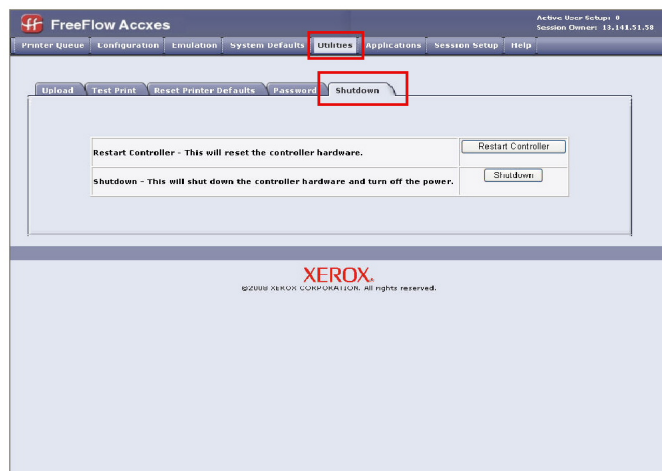 FreeFlow Accxes
Active User Setup: 0
Session Owner: 13.141.51.58
Printer Queue Configuration Emulation System Defaults Utilities Applications Session Setup Help
Upload Test Print Reset Printer Defaults Password Shutdown
Restart Controller - This will reset the controller hardware. Restart Controller
Shutdown - This will shut down the controller hardware and turn off the power. Shutdown
XEROX.
©2008 XEROX CORPORATION. All rights reserved.